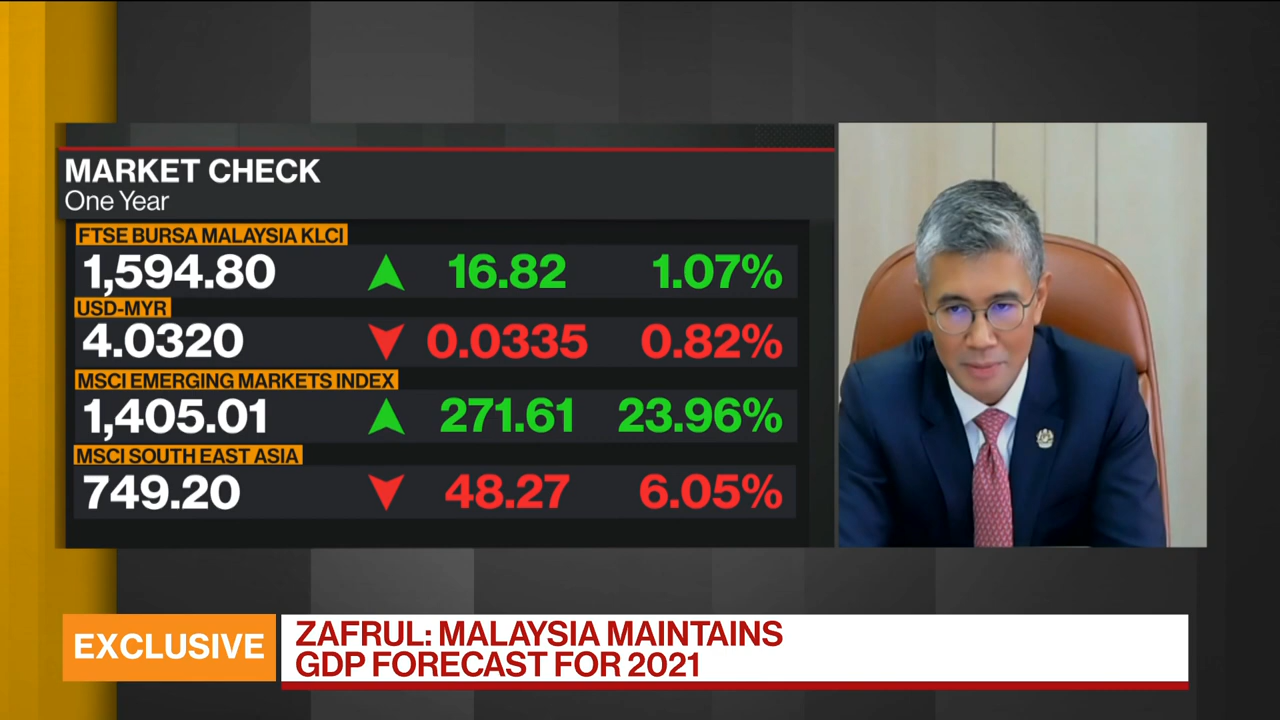 MARKET CHECK
One Year
FTSE BURSA MALAYSIA KLCI
1,594.80 ▲ 16.82 1.07%
USD-MYR
4.0320 ▼ 0.0335 0.82%
MSCI EMERGING MARKETS INDEX
1,405.01 ▲ 271.61 23.96%
MSCI SOUTH EAST ASIA
749.20 ▼ 48.27 6.05%
EXCLUSIVE
ZAFRUL: MALAYSIA MAINTAINS
GDP FORECAST FOR 2021